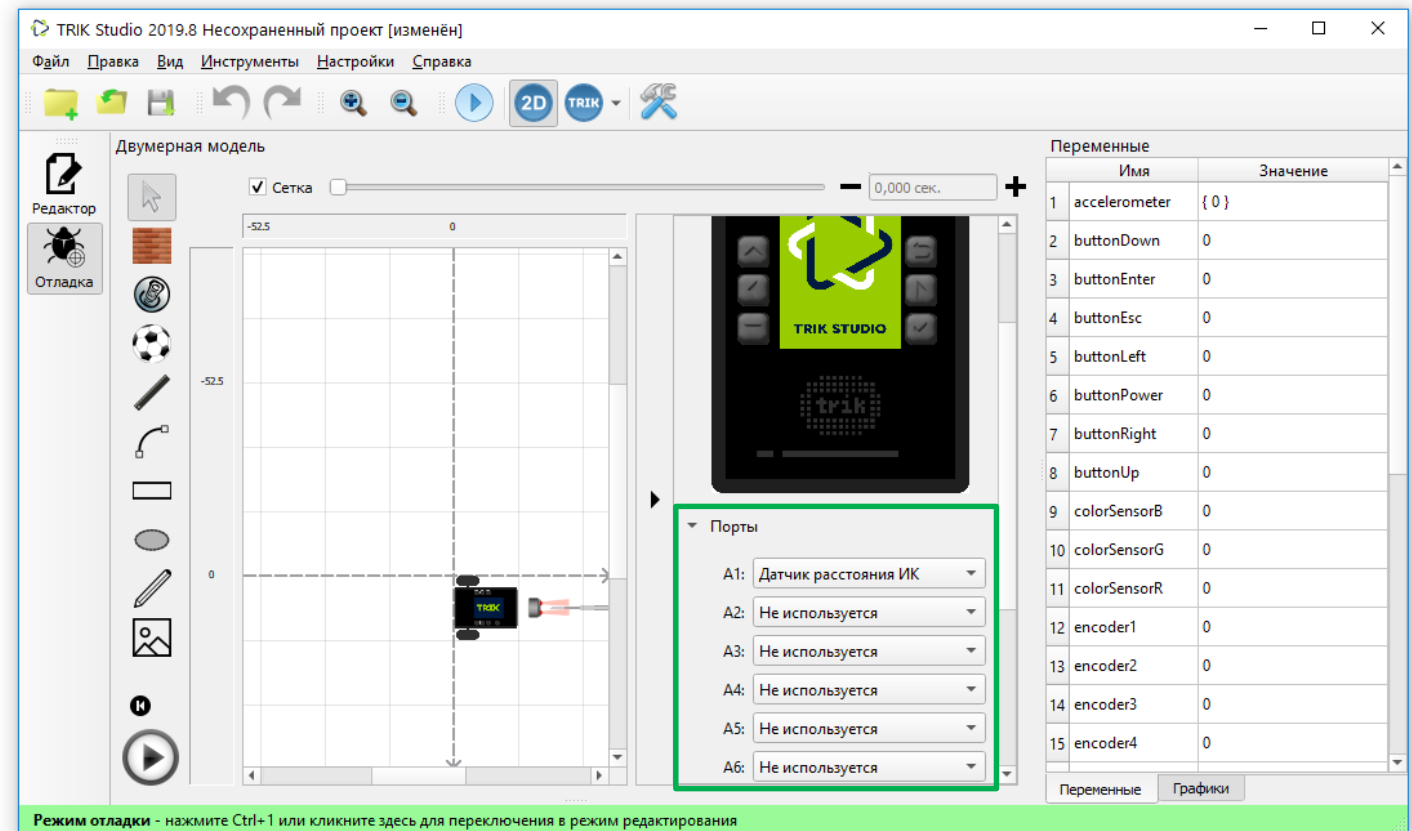 TRIK Studio 2019.8 Несохраненный проект [изменён]
Файл Правка Вид Инструменты Настройки Справка
2D TRIK
Двумерная модель
Редактор
Отладка
Сетка
0,000 сек.
-52.5 0
-52.5
0
TRIK
TRIK STUDIO
trik
Порты
A1: Датчик расстояния ИК
A2: Не используется
A3: Не используется
A4: Не используется
A5: Не используется
A6: Не используется
Переменные
Имя Значение
1 accelerometer { 0 }
2 buttonDown 0
3 buttonEnter 0
4 buttonEsc 0
5 buttonLeft 0
6 buttonPower 0
7 buttonRight 0
8 buttonUp 0
9 colorSensorB 0
10 colorSensorG 0
11 colorSensorR 0
12 encoder1 0
13 encoder2 0
14 encoder3 0
15 encoder4 0
Переменные Графики
Режим отладки - нажмите Ctrl+1 или кликните здесь для переключения в режим редактирования